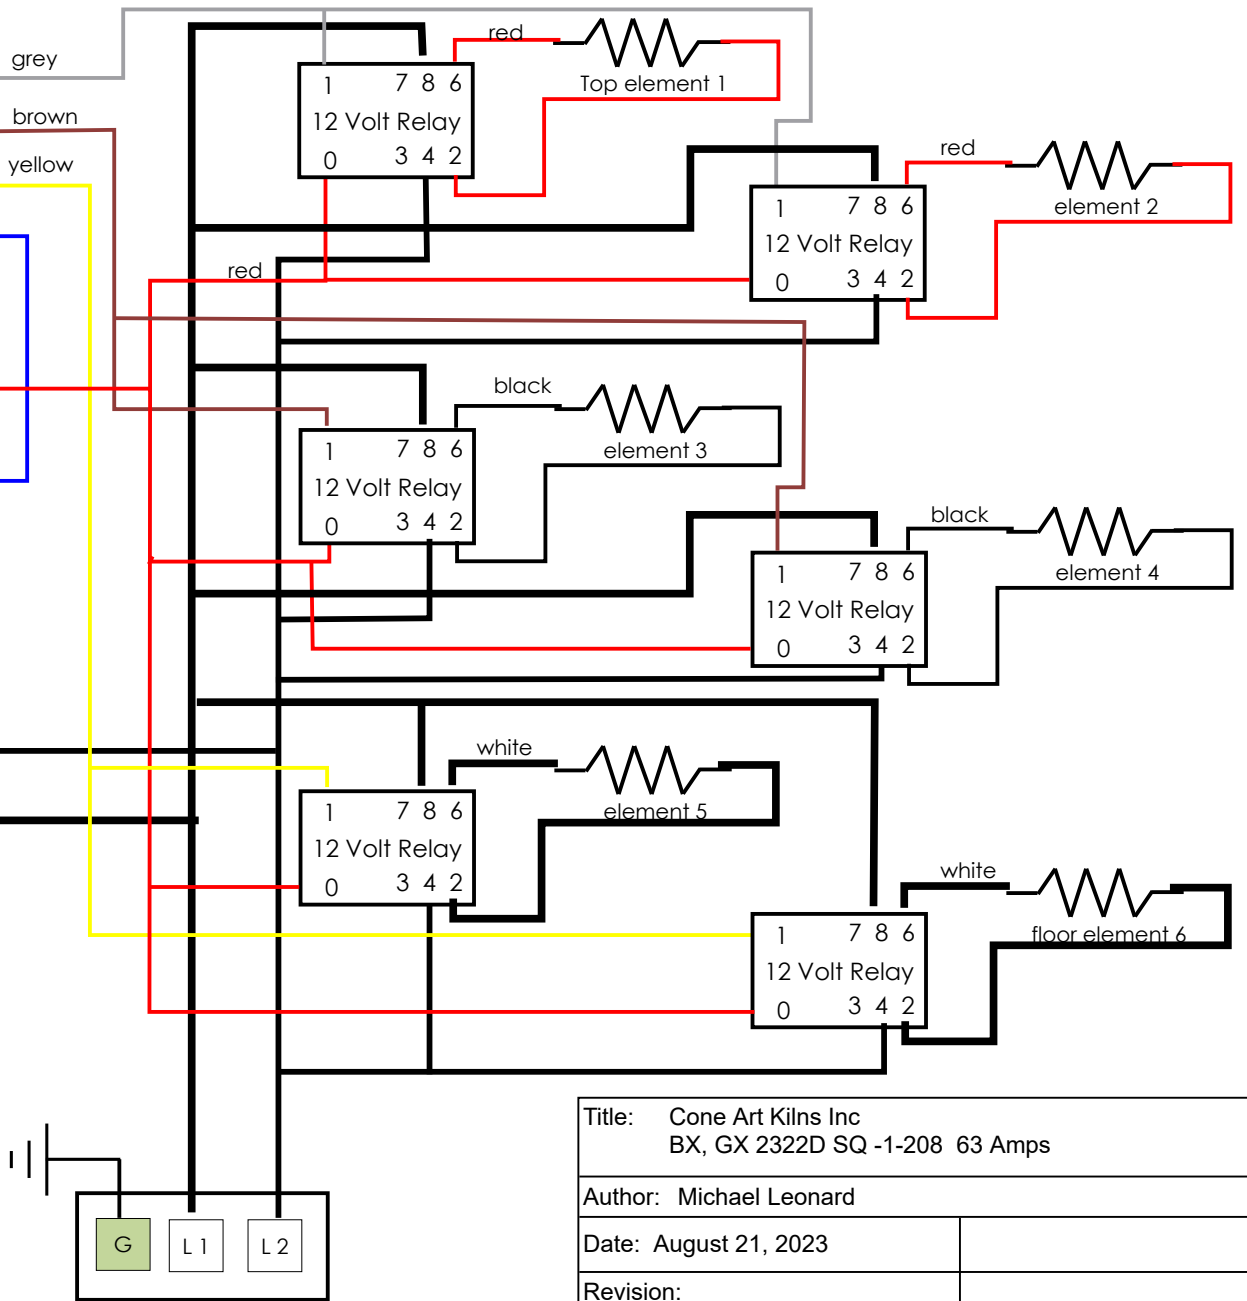 grey
brown
yellow
red
1 7 8 6
12 Volt Relay
0 3 4 2
Top element 1
red
1 7 8 6
12 Volt Relay
0 3 4 2
element 2
red
black
1 7 8 6
12 Volt Relay
0 3 4 2
element 3
black
1 7 8 6
12 Volt Relay
0 3 4 2
element 4
white
1 7 8 6
12 Volt Relay
0 3 4 2
element 5
white
1 7 8 6
12 Volt Relay
0 3 4 2
floor element 6
G L 1 L 2
Title: Cone Art Kilns Inc
BX, GX 2322D SQ -1-208 63 Amps
Author: Michael Leonard
Date: August 21, 2023
Revision: